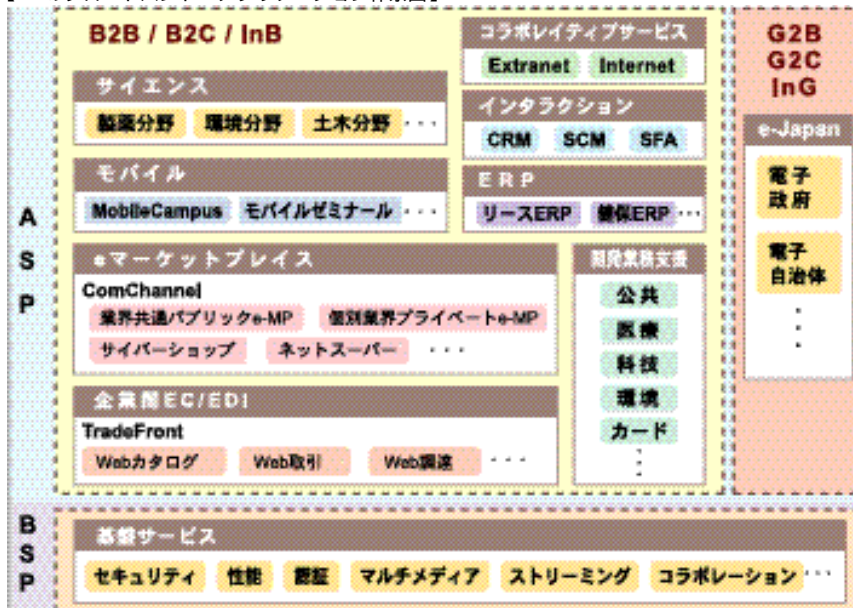 B2B / B2C / InB
サイエンス
製薬分野 環境分野 土木分野 ・・・
モバイル
MobileCampus モバイルゼミナール ・・・
eマーケットプレイス
ComChannel
業界共通パブリックe-MP 個別業界プライベートe-MP
サイバーショップ ネットスーパー ・・・
企業間EC/EDI
TradeFront
Webカタログ Web取引 Web調達 ・・・
コラボレイティブサービス
Extranet Internet
インタラクション
CRM SCM SFA
ERP
リースERP 健保ERP ・・・
開発業務支援
公共
医療
科技
環境
カード
G2B
G2C
InG
e-Japan
電子
政府
電子
自治体
ASP
BSP
基盤サービス
セキュリティ 性能 認証 マルチメディア ストリーミング コラボレーション ・・・